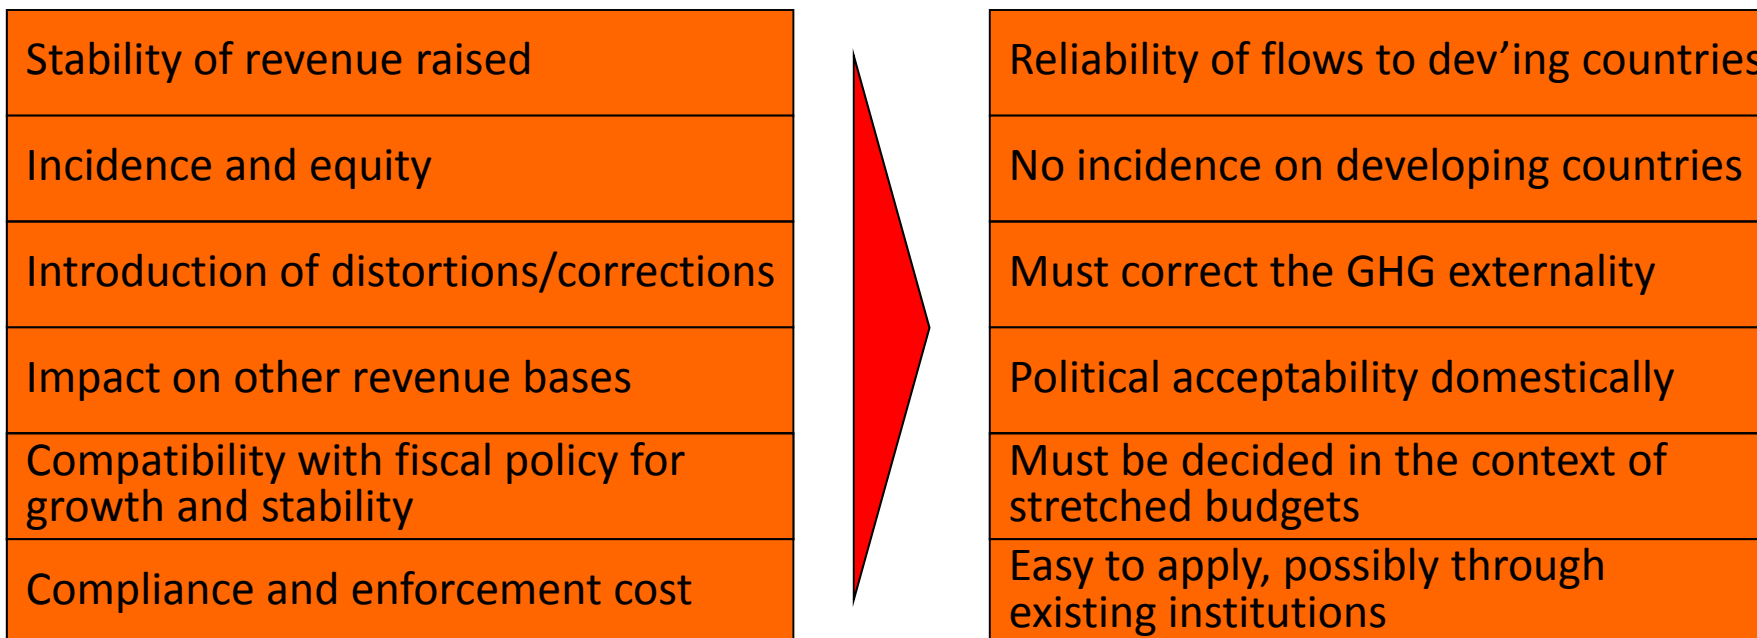 Stability of revenue raised
Incidence and equity
Introduction of distortions/corrections
Impact on other revenue bases
Compatibility with fiscal policy for
growth and stability
Compliance and enforcement cost
Reliability of flows to dev’ing countries
No incidence on developing countries
Must correct the GHG externality
Political acceptability domestically
Must be decided in the context of
stretched budgets
Easy to apply, possibly through
existing institutions